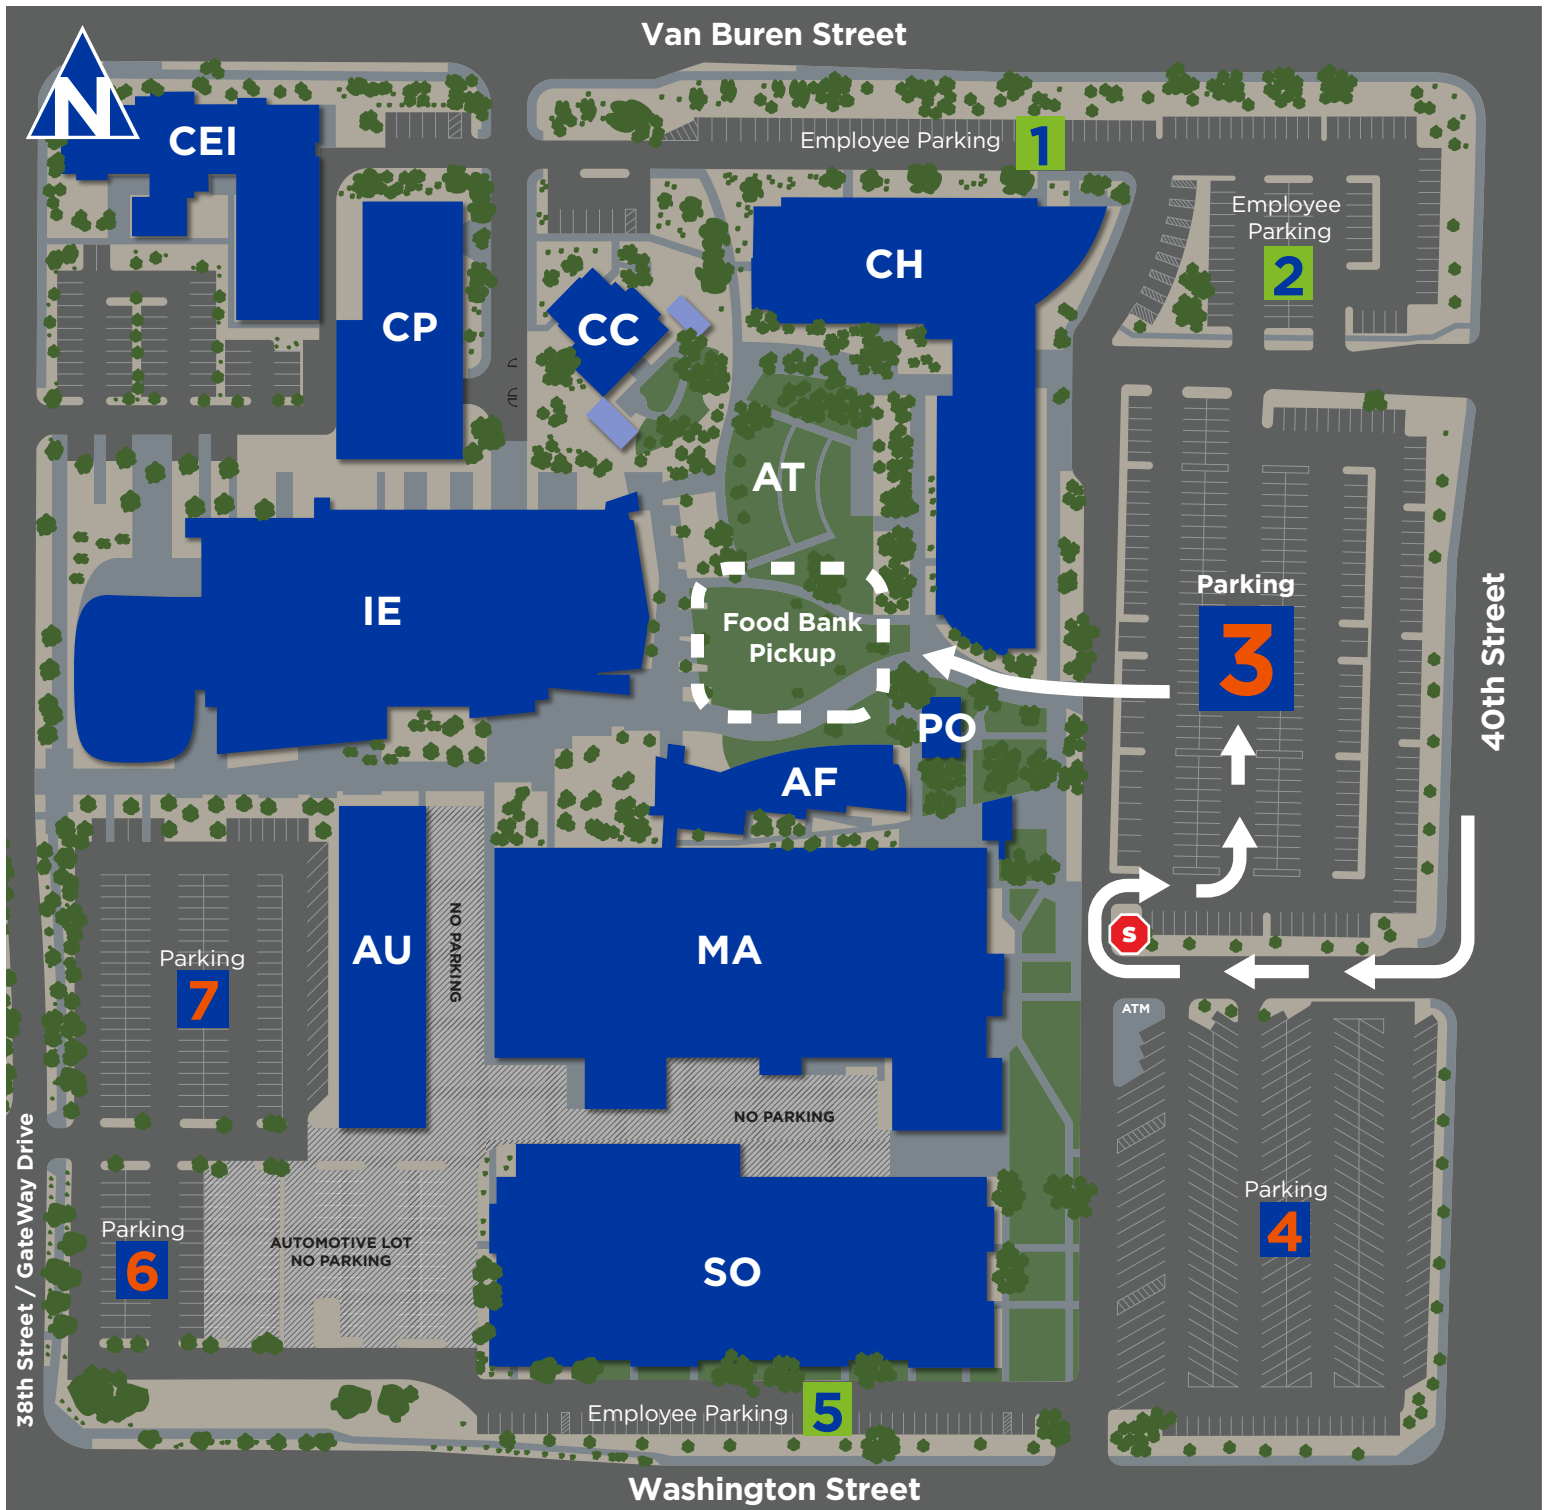 Van Buren Street
N
CEI
Employee Parking 1
Employee
Parking
2
CH
CP
CC
AT
IE
Food Bank
Pickup
Parking
3
40th Street
PO
AF
AU
NO PARKING
MA
S
Parking
7
ATM
NO PARKING
38th Street / GateWay Drive
Parking
6
AUTOMOTIVE LOT
NO PARKING
SO
Parking
4
Employee Parking 5
Washington Street